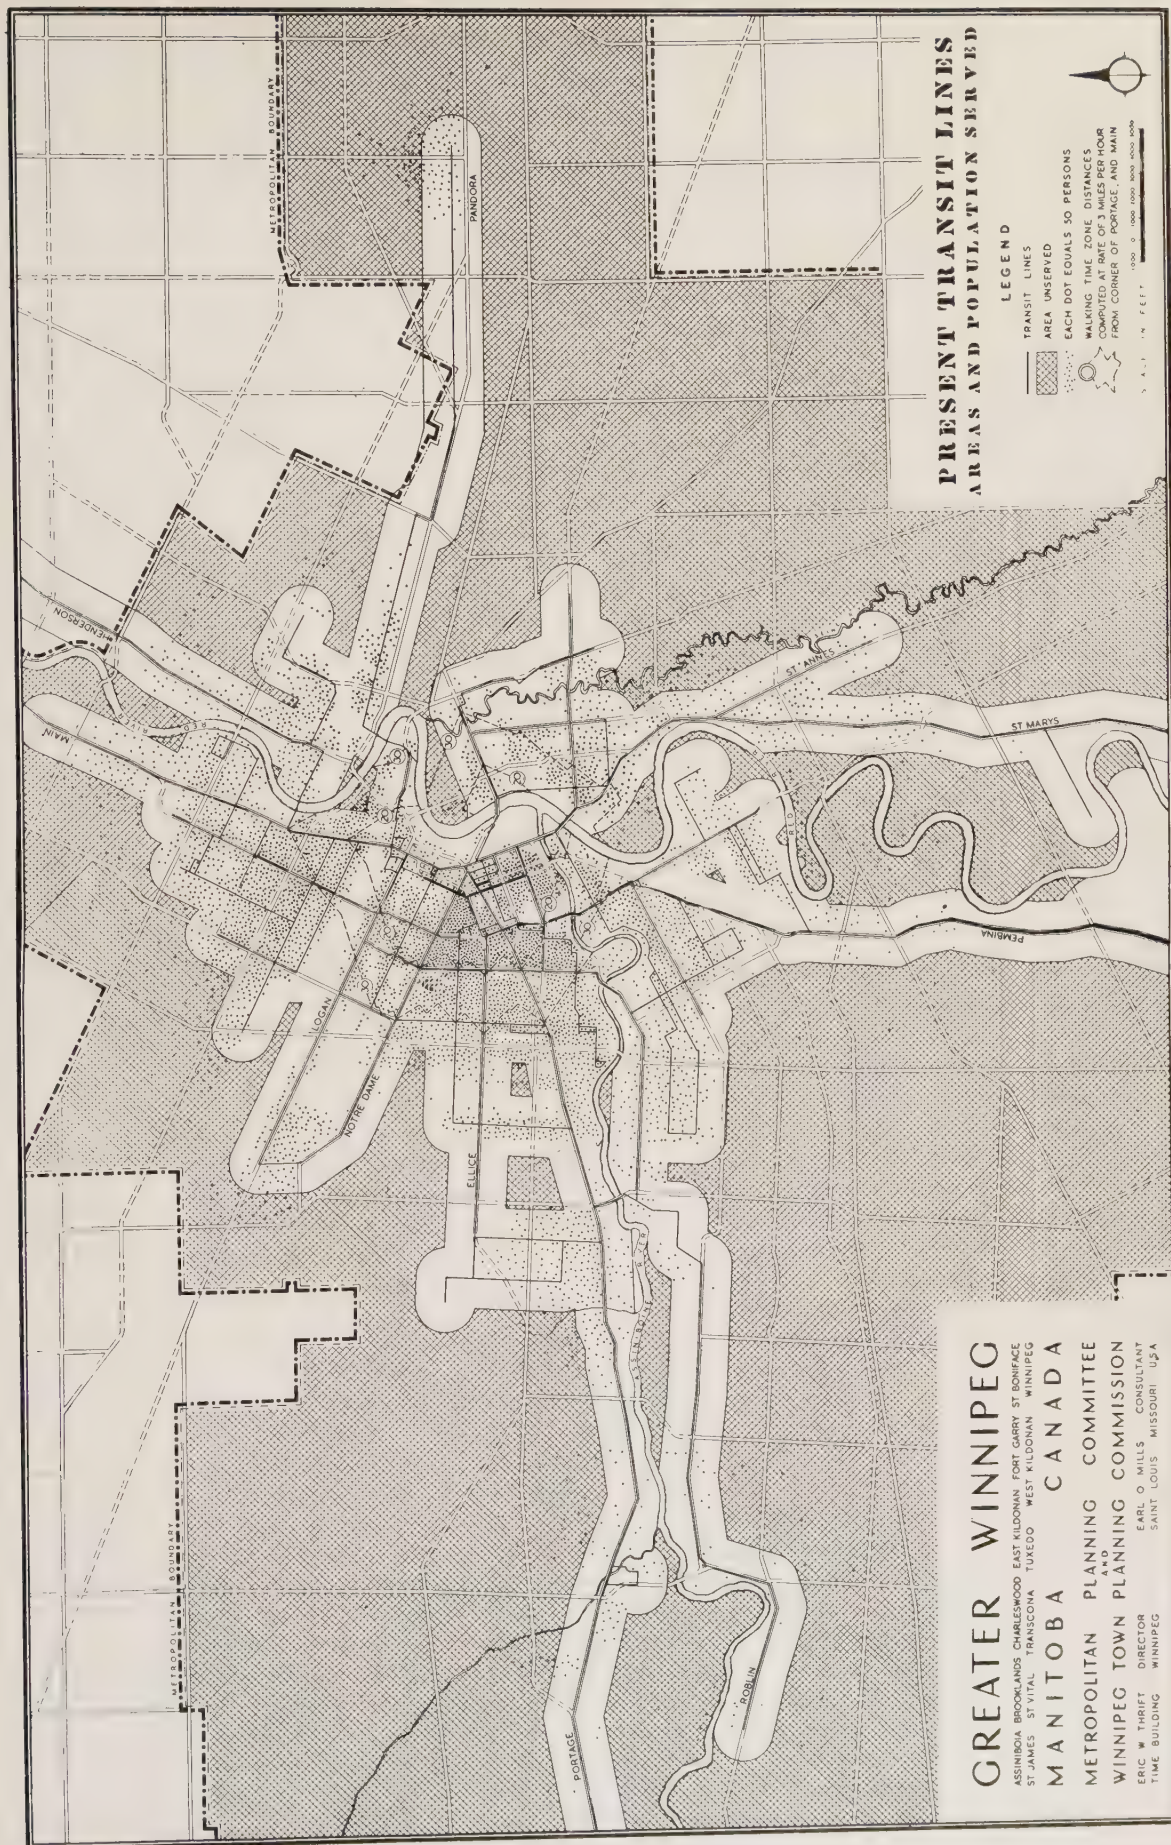 PRESENT TRANSIT LINES
AREAS AND POPULATION SERVED
LEGEND
TRANSIT LINES
AREA UNSERVED
EACH DOT EQUALS 50 PERSONS
WALKING TIME ZONE DISTANCES
COMPUTED AT RATE OF 3 MILES PER HOUR
FROM CORNER OF PORTAGE AND MAIN
IN FEET
METROPOLITAN BOUNDARY
METROPOLITAN BOUNDARY
PANDORA
HENDERSON
MAIN
ST ANNES
ST MARYS
RED
PEMBINA
LOGAN
NOTRE DAME
ELLICE
PORTAGE
ROBLIN
GREATER WINNIPEG
ASSINIBOIA BROOKLANDS CHARLESWOOD EAST KILDONAN FORT GARRY ST BONIFACE
ST JAMES ST VITAL TRANSCONA TUXEDO WEST KILDONAN WINNIPEG
MANITOBA CANADA
METROPOLITAN PLANNING COMMITTEE
AND
WINNIPEG TOWN PLANNING COMMISSION
ERIC W THRIFT DIRECTOR EARL O MILLS CONSULTANT
TIME BUILDING WINNIPEG SAINT LOUIS MISSOURI USA